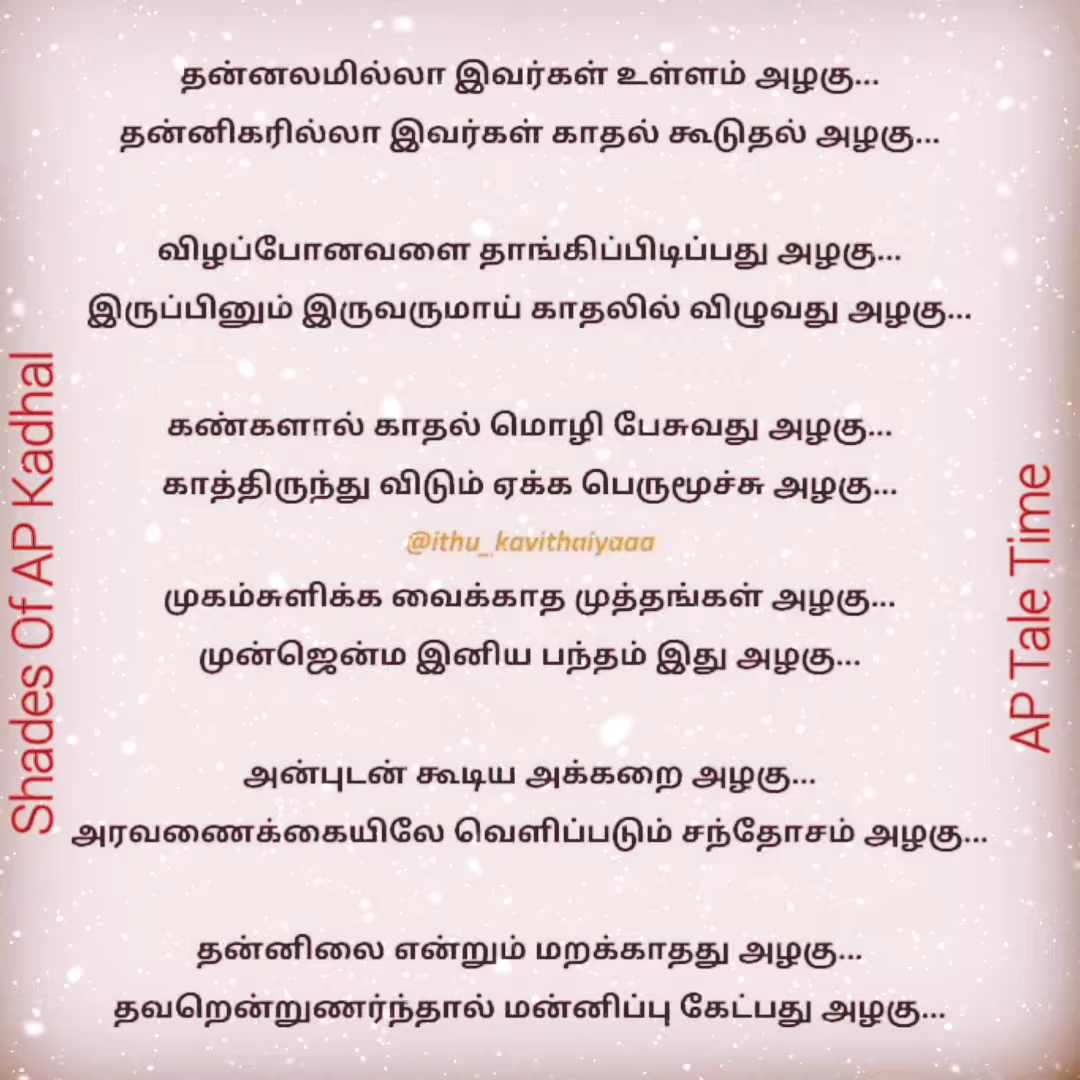 தன்னலமில்லா இவர்கள் உள்ளம் அழகு...
தன்னிகரில்லா இவர்கள் காதல் கூடுதல் அழகு...
விழப்போனவளை தாங்கிப்பிடிப்பது அழகு...
இருப்பினும் இருவருமாய் காதலில் விழுவது அழகு...
கண்களால் காதல் மொழி பேசுவது அழகு...
காத்திருந்து விடும் ஏக்க பெருமூச்சு அழகு...
@ithu_kavithaiyaaa
முகம்சுளிக்க வைக்காத முத்தங்கள் அழகு...
முன்ஜென்ம இனிய பந்தம் இது அழகு...
அன்புடன் கூடிய அக்கறை அழகு...
அரவணைக்கையிலே வெளிப்படும் சந்தோசம் அழகு...
தன்னிலை என்றும் மறக்காதது அழகு...
தவறென்றுணர்ந்தால் மன்னிப்பு கேட்பது அழகு...
Shades Of AP Kadhal
AP Tale Time